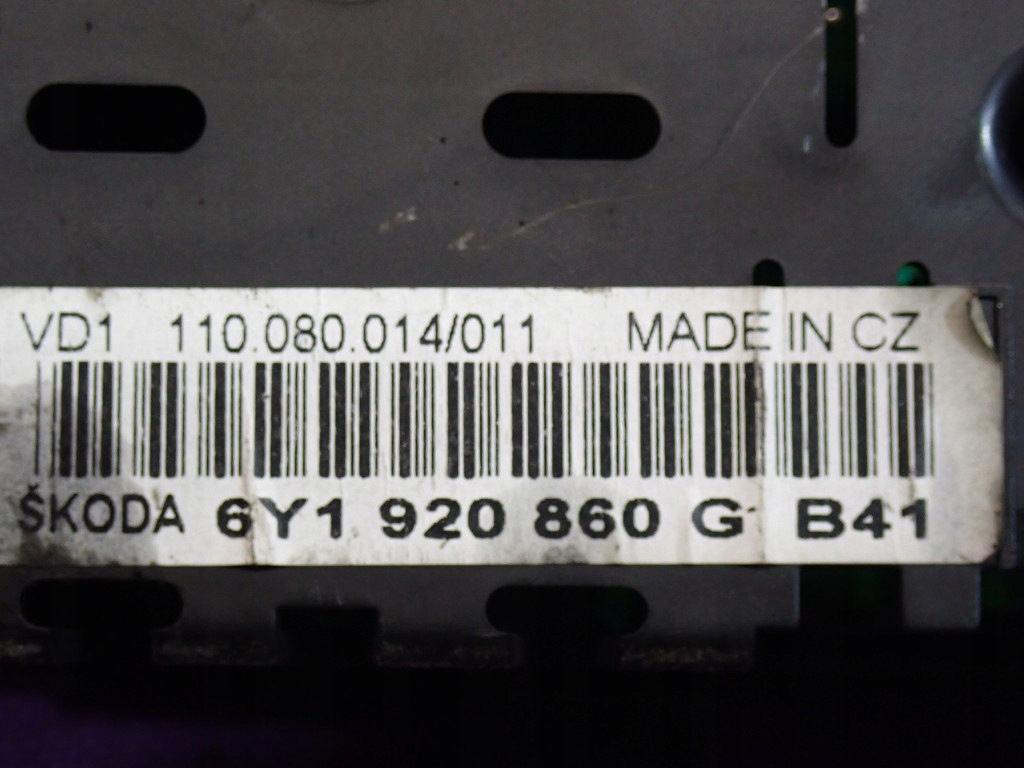 VD1 110.080.014/011 MADE IN CZ
ŠKODA 6Y1 920 860 G B41